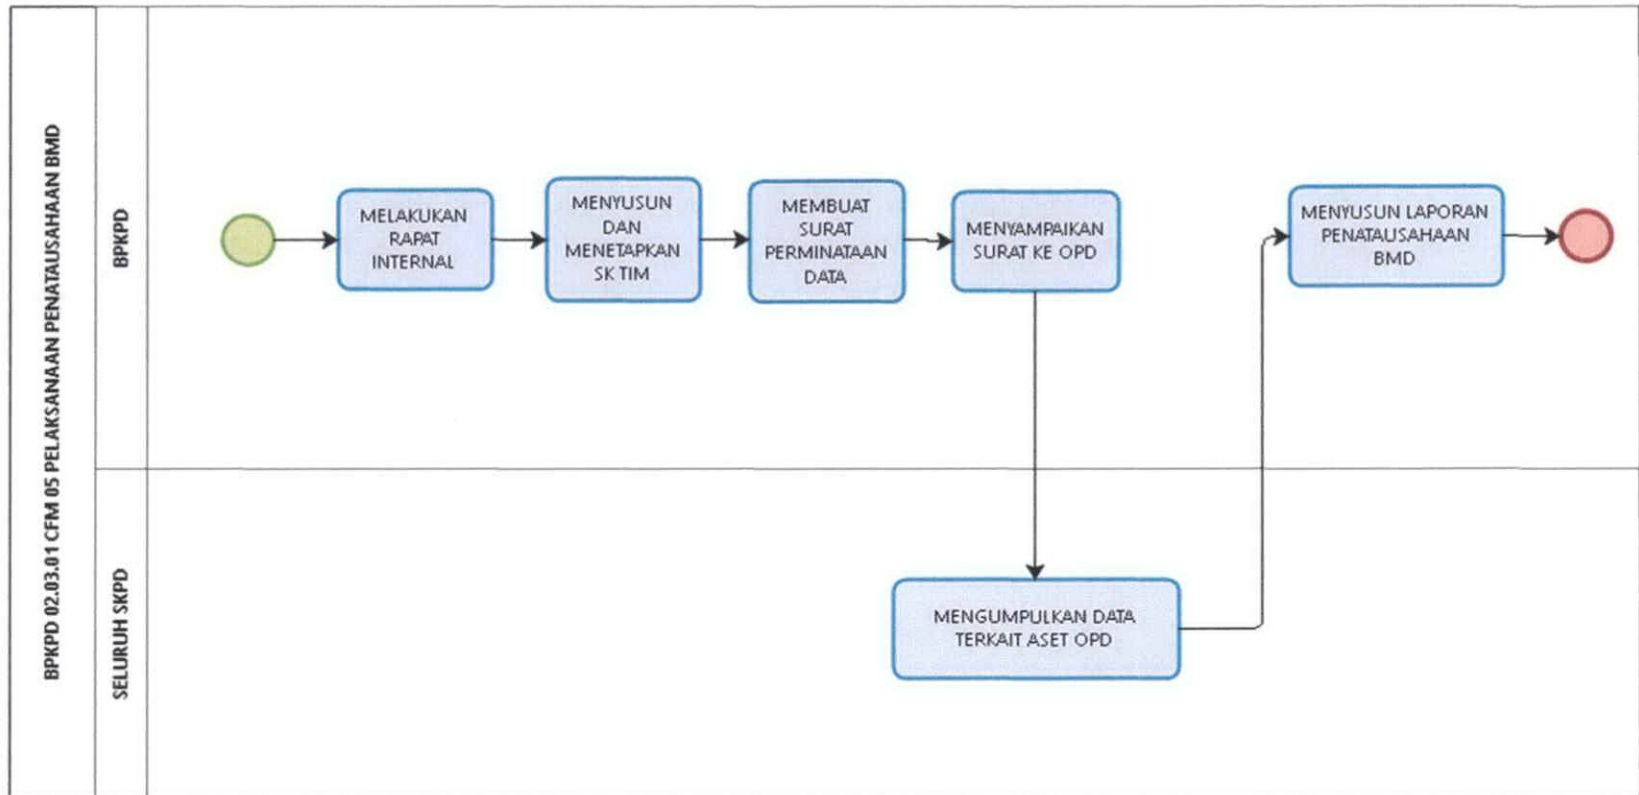 BPKPD 02.03.01 CFM 05 PELAKSANAAN PENATAUSAHAAN BMD
BPKPD
MELAKUKAN
RAPAT
INTERNAL
MENYUSUN
DAN
MENETAPKAN
SK TIM
MEMBUAT
SURAT
PERMINATAAN
DATA
MENYAMPAIKAN
SURAT KE OPD
MENYUSUN LAPORAN
PENATAUSAHAAN
BMD
SELURUH SKPD
MENGUMPULKAN DATA
TERKAIT ASET OPD